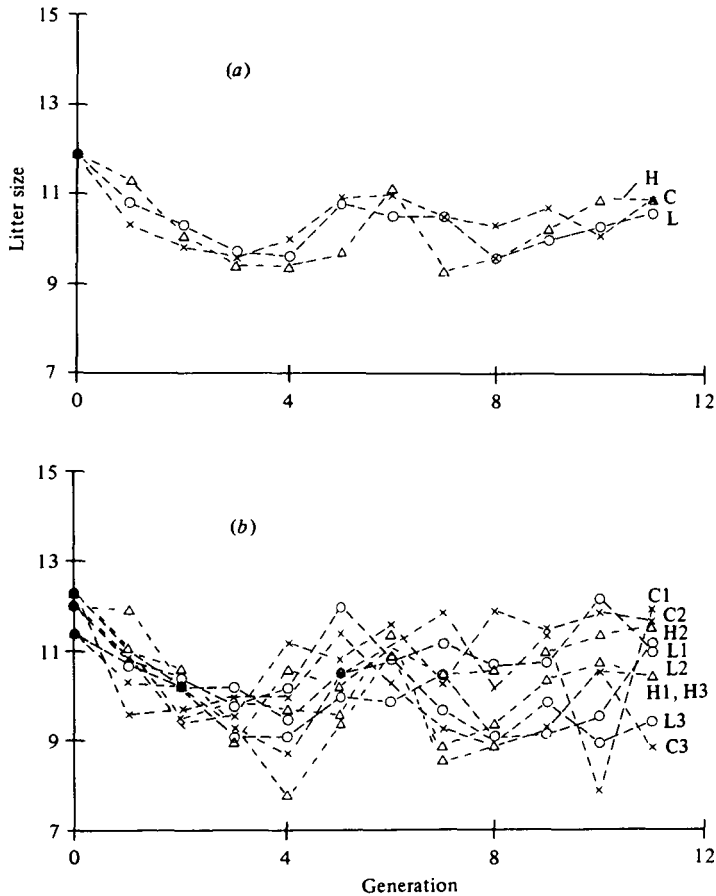 15
(a)
13
Litter size
11
H
C
L
9
7
0 4 8 12
15
(b)
13
C1
C2
H2
11
L1
L2
H1, H3
L3
9
C3
7
0 4 8 12
Generation